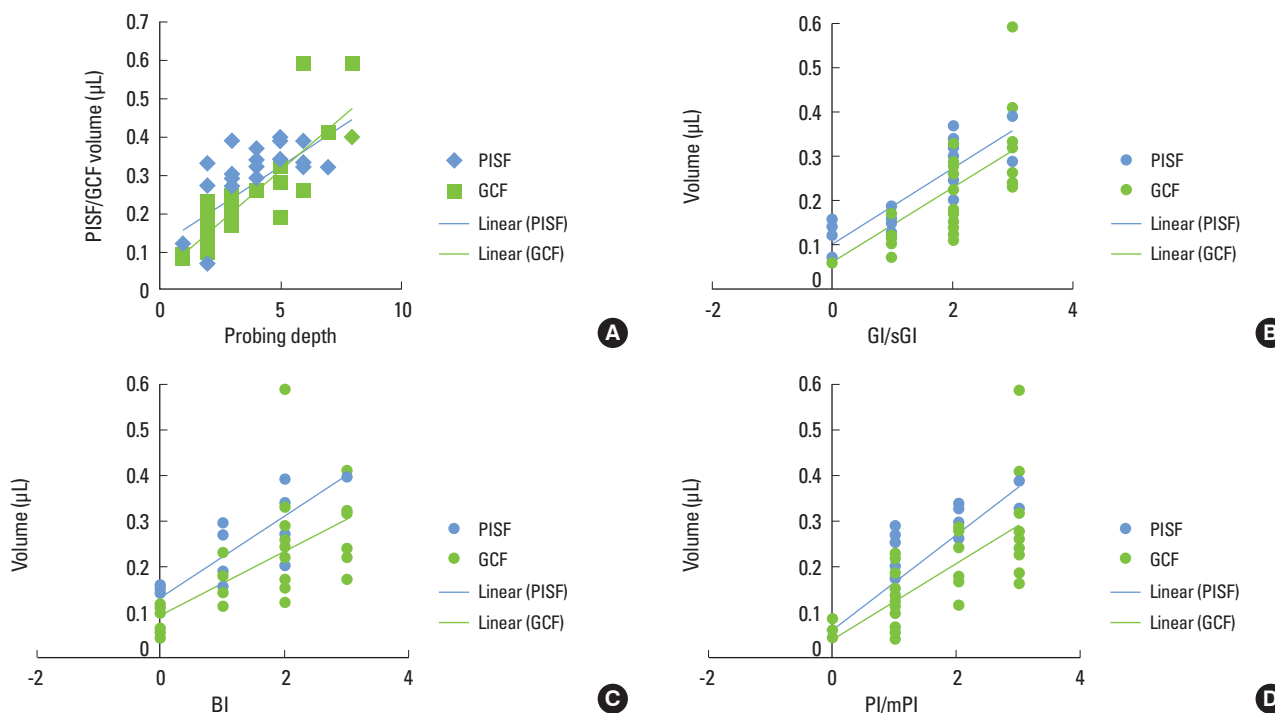 0.7
0.6
0.5
0.4
0.3
0.2
0.1
0
PISF/GCF volume (µL)
0 5 10
Probing depth
PISF
GCF
Linear (PISF)
Linear (GCF)
A
0.6
0.5
0.4
0.3
0.2
0.1
0
Volume (µL)
-2 0 2 4
GI/sGI
PISF
GCF
Linear (PISF)
Linear (GCF)
B
0.6
0.5
0.4
0.3
0.2
0.1
0
Volume (µL)
-2 0 2 4
BI
PISF
GCF
Linear (PISF)
Linear (GCF)
C
0.6
0.5
0.4
0.3
0.2
0.1
0
Volume (µL)
-2 0 2 4
PI/mPI
PISF
GCF
Linear (PISF)
Linear (GCF)
D